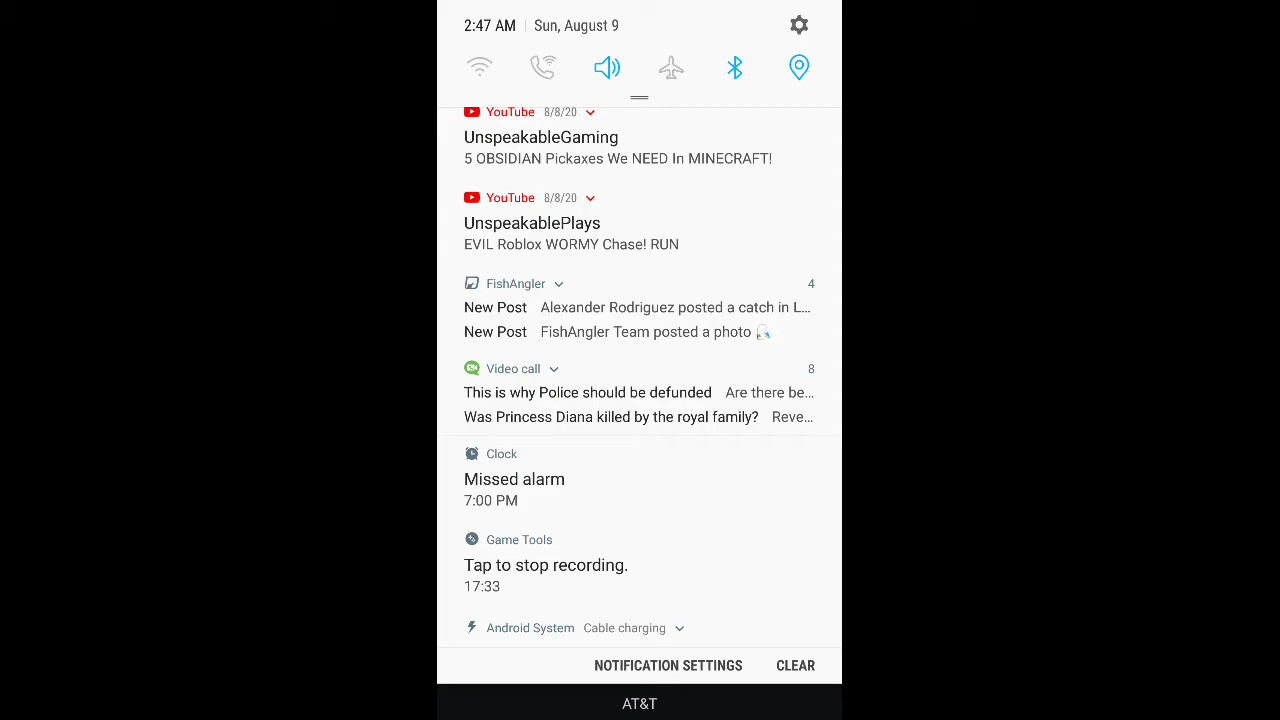 2:47 AM | Sun, August 9
YouTube 8/8/20
UnspeakableGaming
5 OBSIDIAN Pickaxes We NEED In MINECRAFT!
YouTube 8/8/20
UnspeakablePlays
EVIL Roblox WORMY Chase! RUN
FishAngler 4
New Post Alexander Rodriguez posted a catch in L...
New Post FishAngler Team posted a photo 🎣
Video call 8
This is why Police should be defunded Are there be...
Was Princess Diana killed by the royal family? Reve...
Clock
Missed alarm
7:00 PM
Game Tools
Tap to stop recording.
17:33
Android System Cable charging
NOTIFICATION SETTINGS CLEAR
AT&T